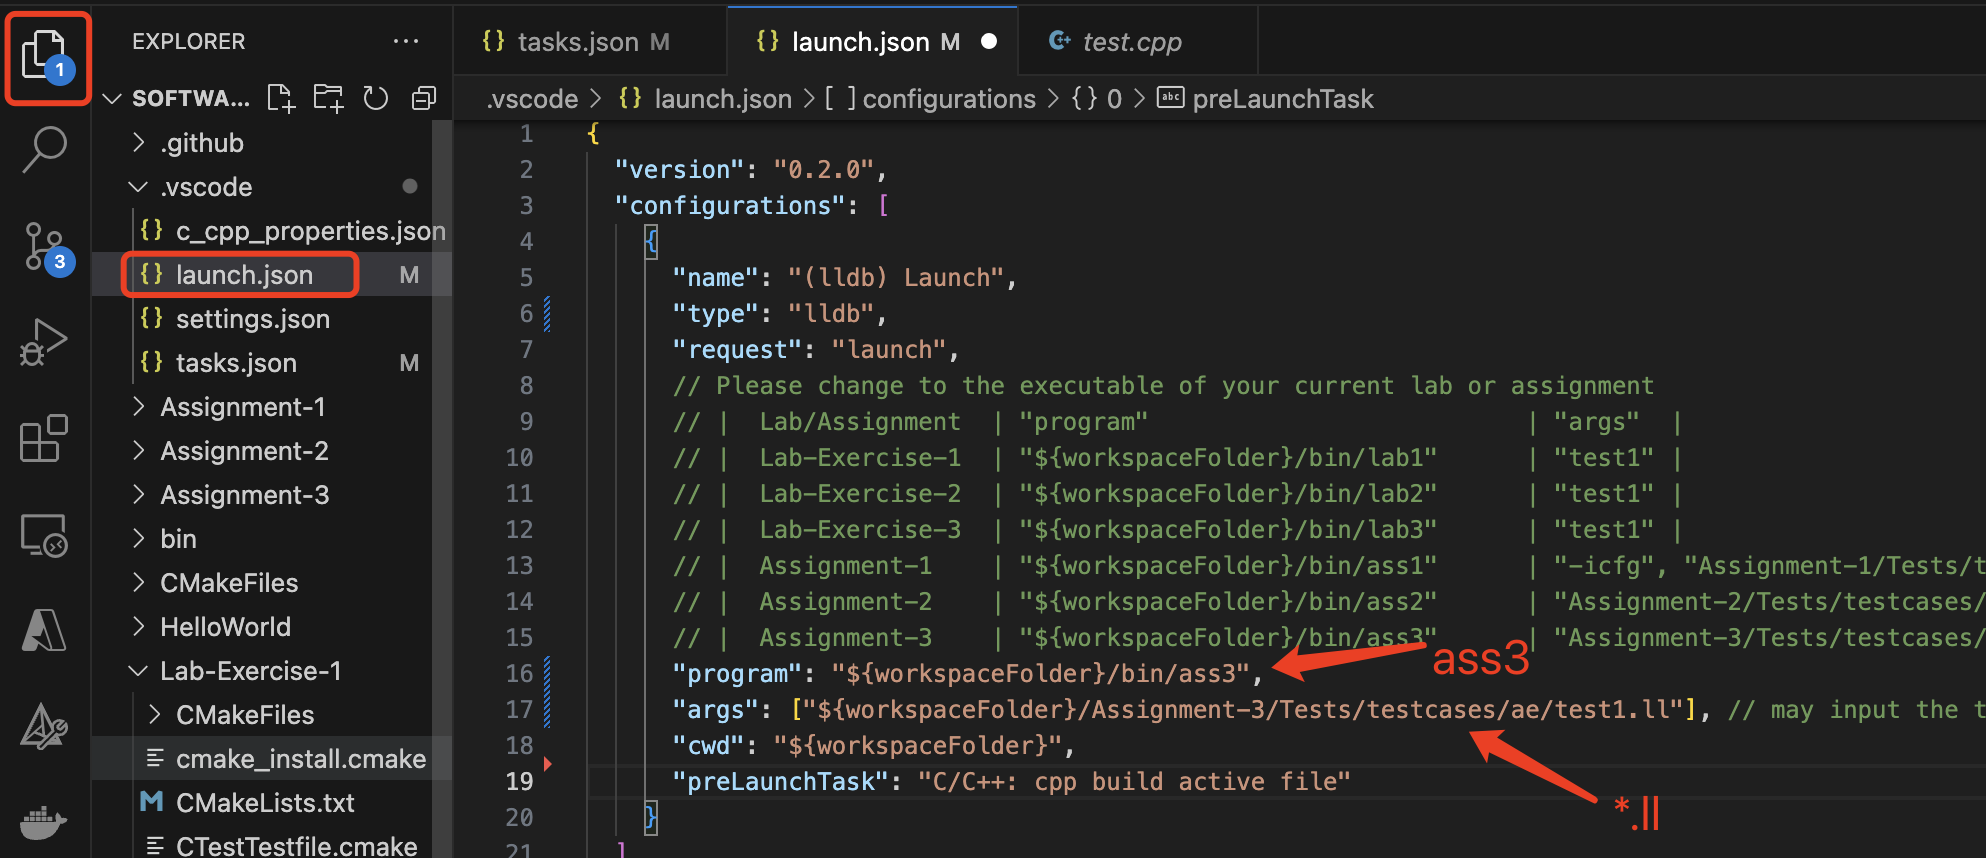 EXPLORER
tasks.json M
launch.json M
test.cpp
1
SOFTWA...
.vscode > {} launch.json > [ ] configurations > {} 0 > abc preLaunchTask
.github
.vscode
{} c_cpp_properties.json
{} launch.json M
{} settings.json
{} tasks.json M
Assignment-1
Assignment-2
Assignment-3
bin
CMakeFiles
HelloWorld
Lab-Exercise-1
CMakeFiles
cmake_install.cmake
CMakeLists.txt
CTestTestfile.cmake
3
1 {
2 "version": "0.2.0",
3 "configurations": [
4 {
5 "name": "(lldb) Launch",
6 "type": "lldb",
7 "request": "launch",
8 // Please change to the executable of your current lab or assignment
9 // | Lab/Assignment | "program" | "args" |
10 // | Lab-Exercise-1 | "${workspaceFolder}/bin/lab1" | "test1" |
11 // | Lab-Exercise-2 | "${workspaceFolder}/bin/lab2" | "test1" |
12 // | Lab-Exercise-3 | "${workspaceFolder}/bin/lab3" | "test1" |
13 // | Assignment-1 | "${workspaceFolder}/bin/ass1" | "-icfg", "Assignment-1/Tests/t
14 // | Assignment-2 | "${workspaceFolder}/bin/ass2" | "Assignment-2/Tests/testcases/
15 // | Assignment-3 | "${workspaceFolder}/bin/ass3" | "Assignment-3/Tests/testcases/
16 "program": "${workspaceFolder}/bin/ass3",
ass3
17 "args": ["${workspaceFolder}/Assignment-3/Tests/testcases/ae/test1.ll"], // may input the t
18 "cwd": "${workspaceFolder}",
19 "preLaunchTask": "C/C++: cpp build active file"
*.ll
20 }
21 ]